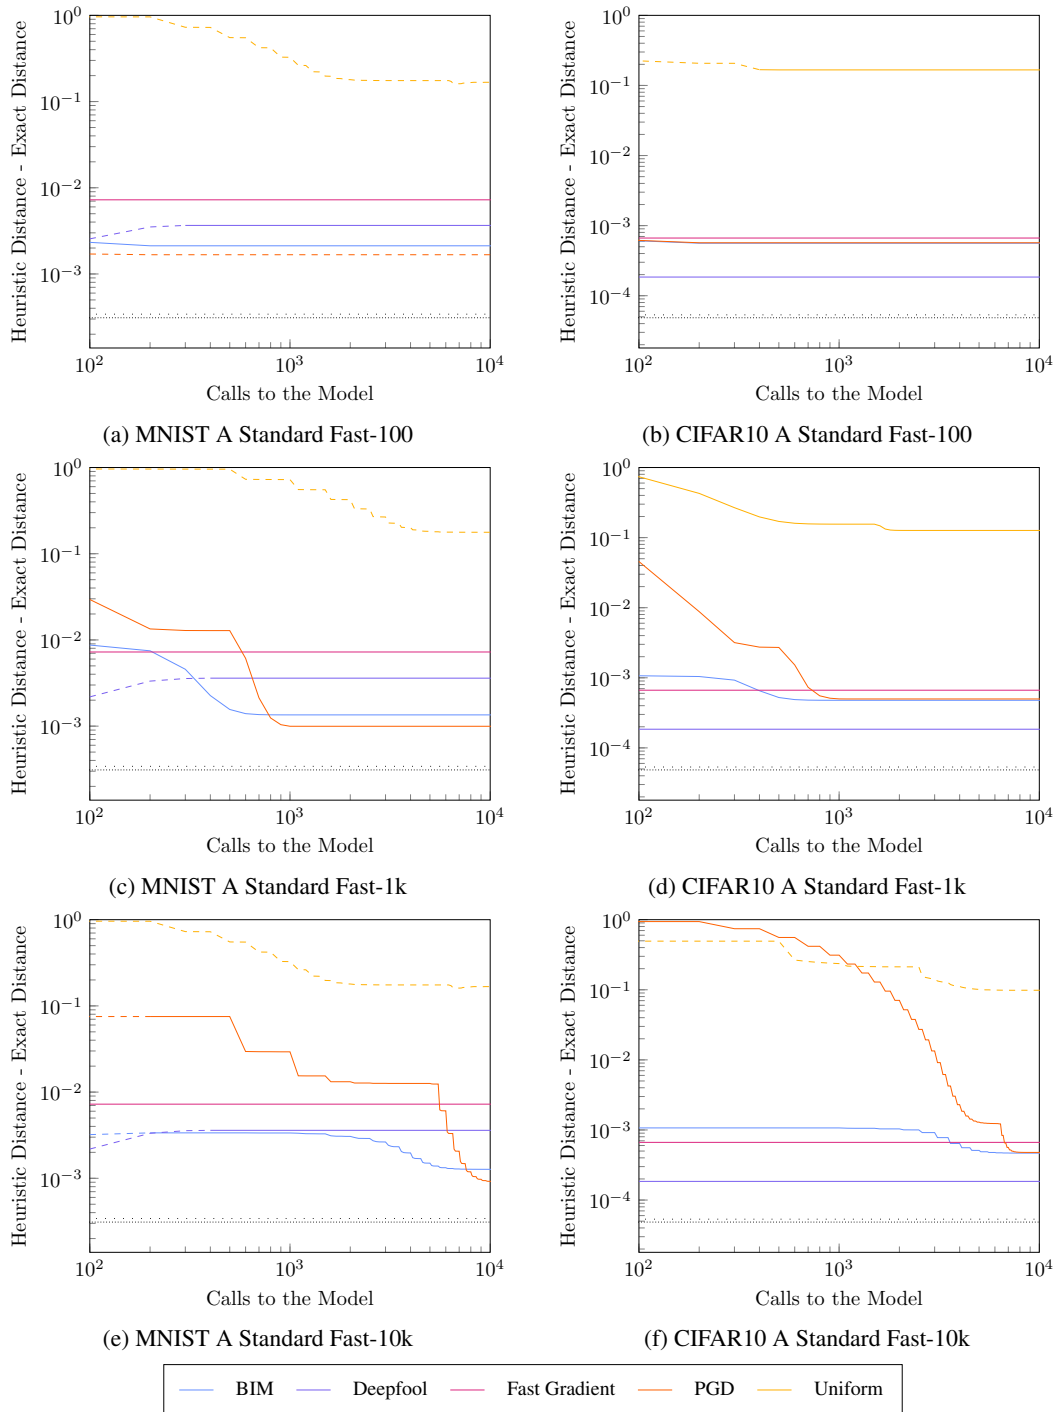 10^0
10^−1
10^−2
10^−3
Heuristic Distance - Exact Distance
10^2
10^3
10^4
Calls to the Model
(a) MNIST A Standard Fast-100
10^0
10^−1
10^−2
10^−3
10^−4
Heuristic Distance - Exact Distance
10^2
10^3
10^4
Calls to the Model
(b) CIFAR10 A Standard Fast-100
10^0
10^−1
10^−2
10^−3
Heuristic Distance - Exact Distance
10^2
10^3
10^4
Calls to the Model
(c) MNIST A Standard Fast-1k
10^0
10^−1
10^−2
10^−3
10^−4
Heuristic Distance - Exact Distance
10^2
10^3
10^4
Calls to the Model
(d) CIFAR10 A Standard Fast-1k
10^0
10^−1
10^−2
10^−3
Heuristic Distance - Exact Distance
10^2
10^3
10^4
Calls to the Model
(e) MNIST A Standard Fast-10k
10^0
10^−1
10^−2
10^−3
10^−4
Heuristic Distance - Exact Distance
10^2
10^3
10^4
Calls to the Model
(f) CIFAR10 A Standard Fast-10k
BIM Deepfool Fast Gradient PGD Uniform